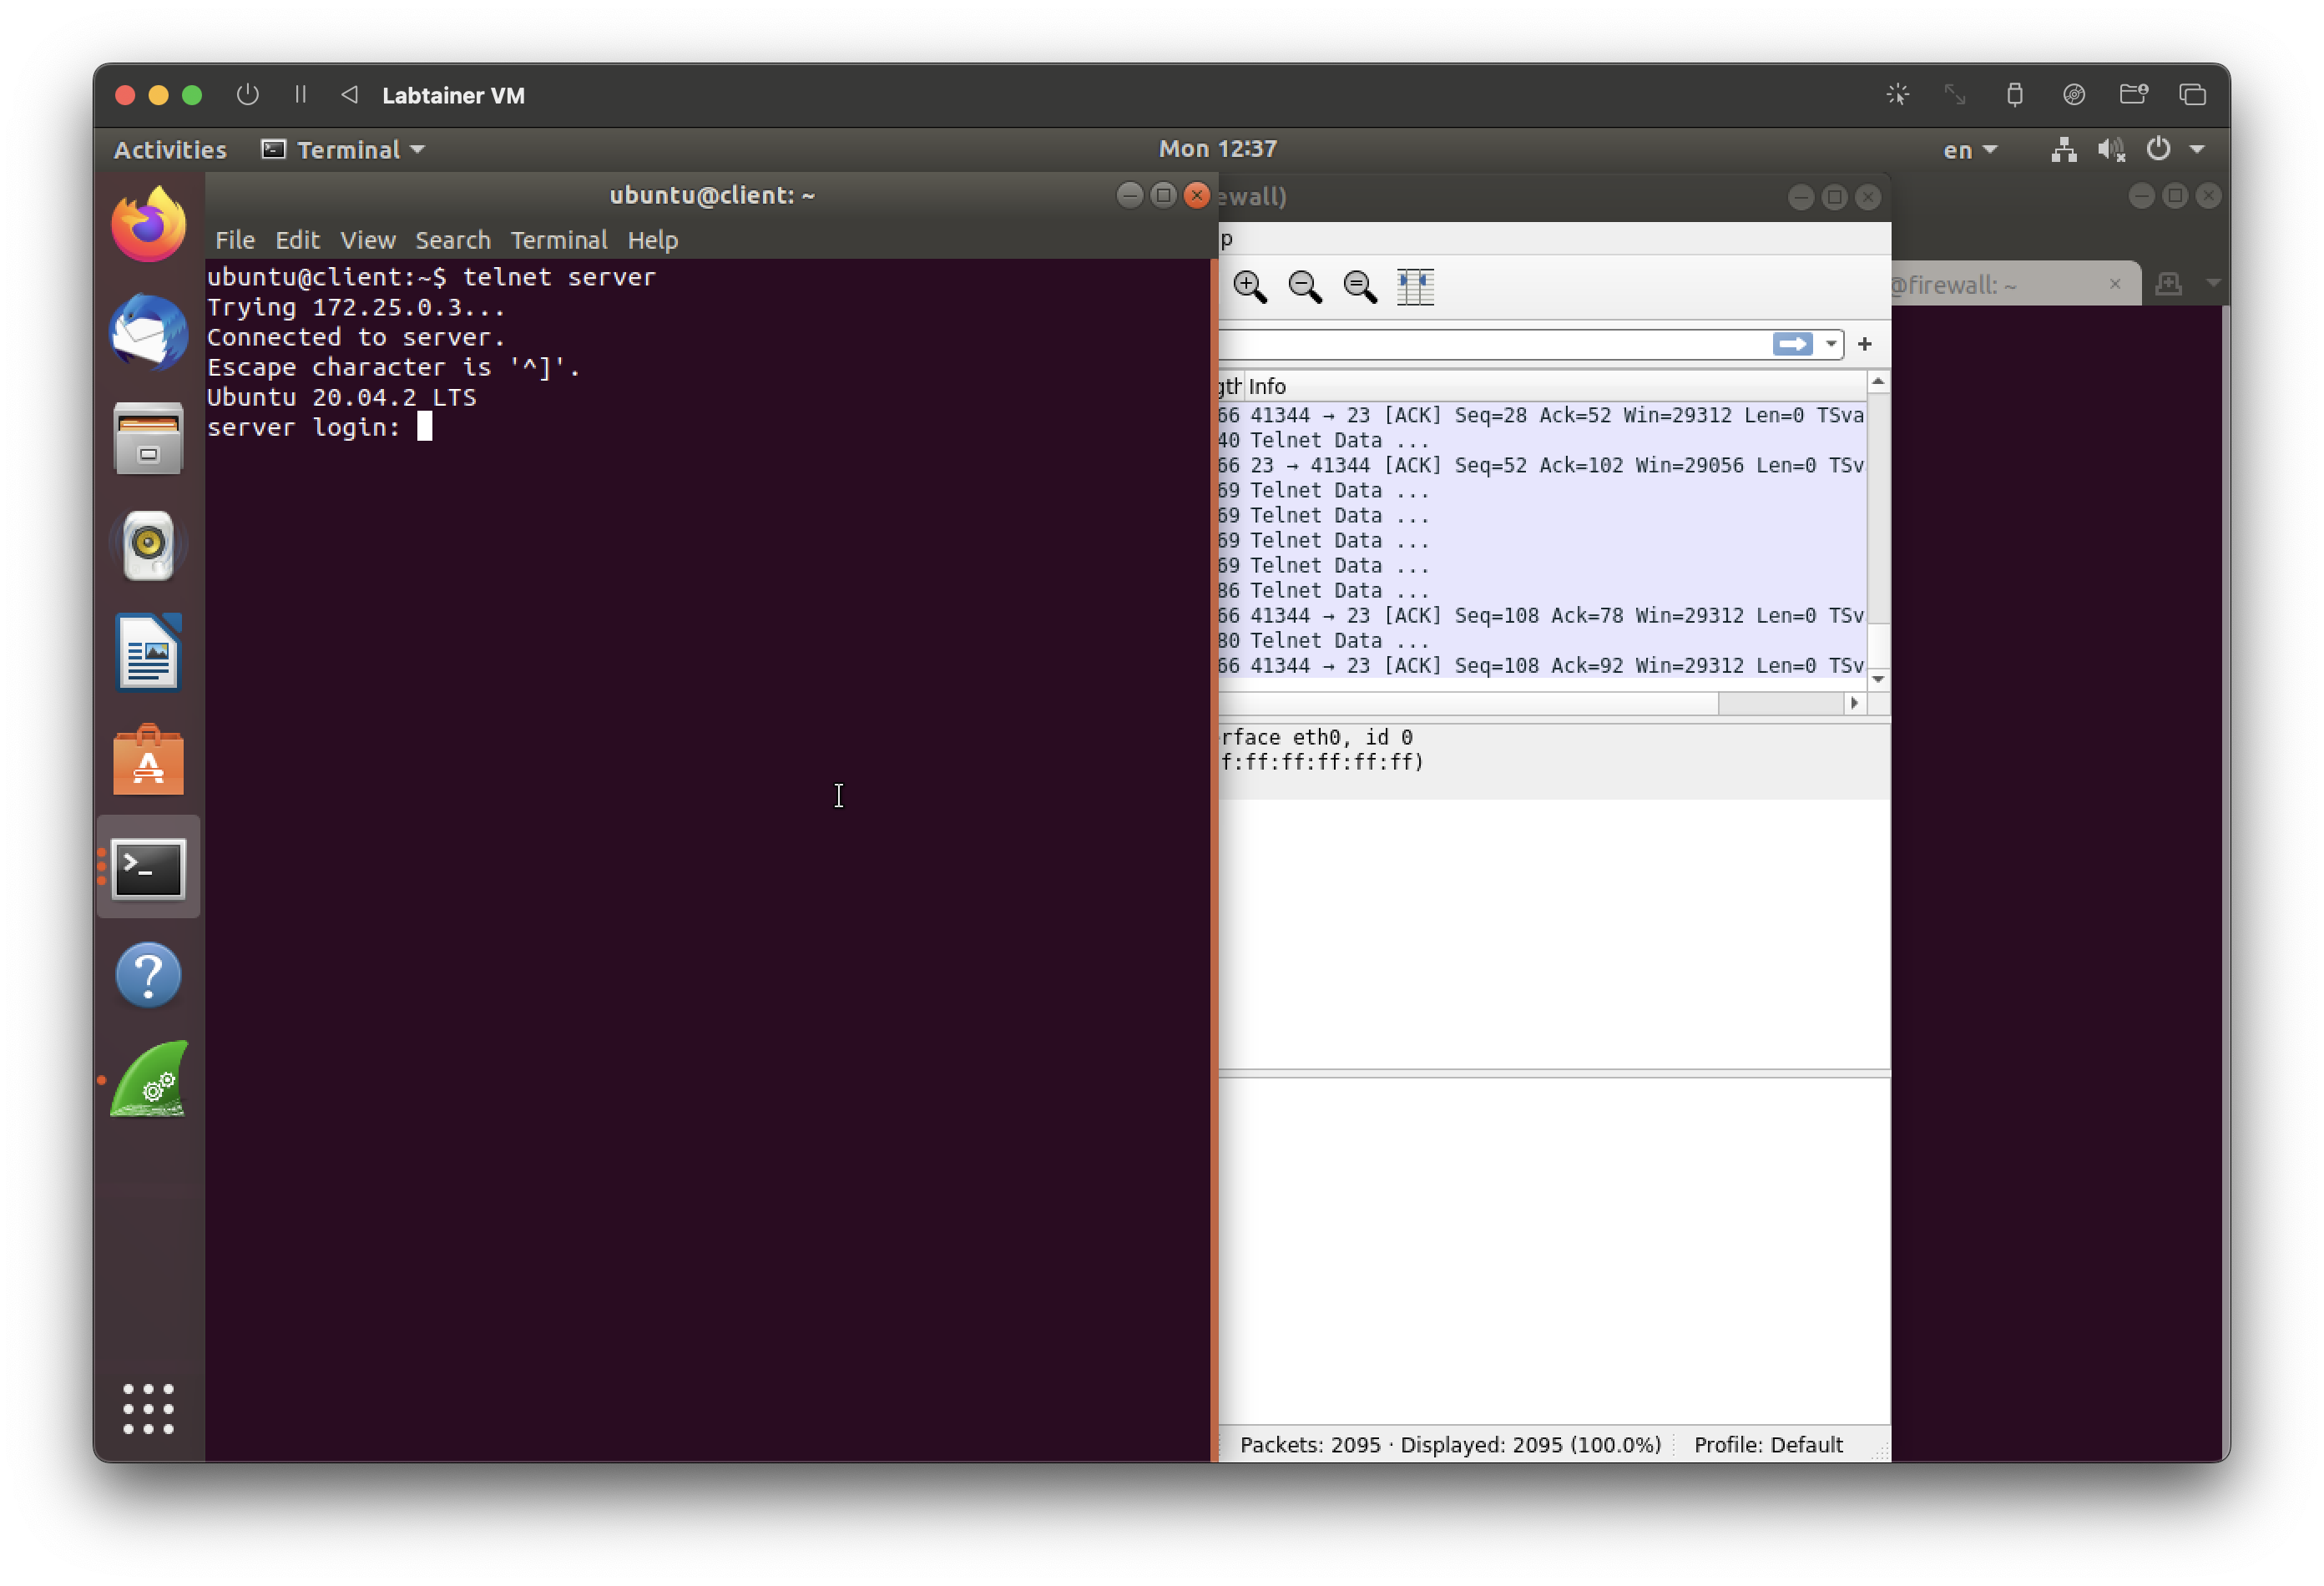 Labtainer VM
Activities Terminal Mon 12:37 en
ubuntu@client: ~
File Edit View Search Terminal Help
ubuntu@client:~$ telnet server
Trying 172.25.0.3...
Connected to server.
Escape character is '^]'.
Ubuntu 20.04.2 LTS
server login:
ewall)
p
@firewall: ~
gth Info
66 41344 → 23 [ACK] Seq=28 Ack=52 Win=29312 Len=0 TSva
40 Telnet Data ...
66 23 → 41344 [ACK] Seq=52 Ack=102 Win=29056 Len=0 TSv
69 Telnet Data ...
69 Telnet Data ...
69 Telnet Data ...
69 Telnet Data ...
86 Telnet Data ...
66 41344 → 23 [ACK] Seq=108 Ack=78 Win=29312 Len=0 TSv
80 Telnet Data ...
66 41344 → 23 [ACK] Seq=108 Ack=92 Win=29312 Len=0 TSv
rface eth0, id 0
f:ff:ff:ff:ff:ff)
Packets: 2095 · Displayed: 2095 (100.0%) Profile: Default